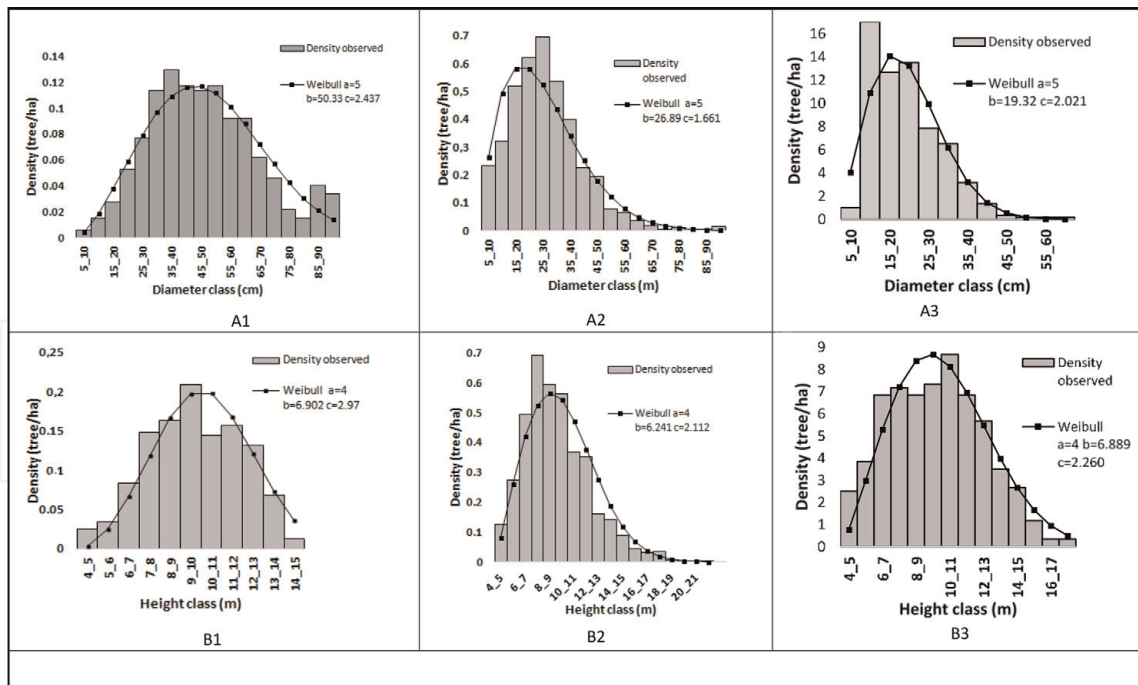 Density (tree/ha)
0.14
0.12
0.10
0.08
0.06
0.04
0.02
0
Density observed
Weibull a=5
b=50.33 c=2.437
5_10
15_20
25_30
35_40
45_50
55_60
65_70
75_80
85_90
Diameter class (cm)
A1
Density (tree/ha)
0.7
0.6
0.5
0.4
0.3
0.2
0.1
0
Density
observed
Weibull a=5
b=26.89 c=1.661
5_10
15_20
25_30
35_40
45_50
55_60
65_70
75_80
85_90
Diameter class (m)
A2
Density (tree/ha)
16
14
12
10
8
6
4
2
0
Density observed
Weibull a=5
b=19.32 c=2.021
5_10
15_20
25_30
35_40
45_50
55_60
Diameter class (cm)
A3
Density (tree/ha)
0,25
0,2
0.15
0.1
0.05
0
Density observed
Weibull a=4
b=6.902 c=2.97
4_5
5_6
6_7
7_8
8_9
9_10
10_11
11_12
12_13
13_14
14_15
Height class (m)
B1
Density (tree/ha)
0.7
0.6
0.5
0.4
0.3
0.2
0.1
0
Density observed
Weibull a=4
b=6.241 c=2.112
4_5
6_7
8_9
10_11
12_13
14_15
16_17
18_19
20_21
Height class (m)
B2
Density (tree/ha)
9
8
7
6
5
4
3
2
1
0
Density
observed
Weibull
a=4 b=6.889
c=2.260
4_5
6_7
8_9
10_11
12_13
14_15
16_17
Height class (m)
B3